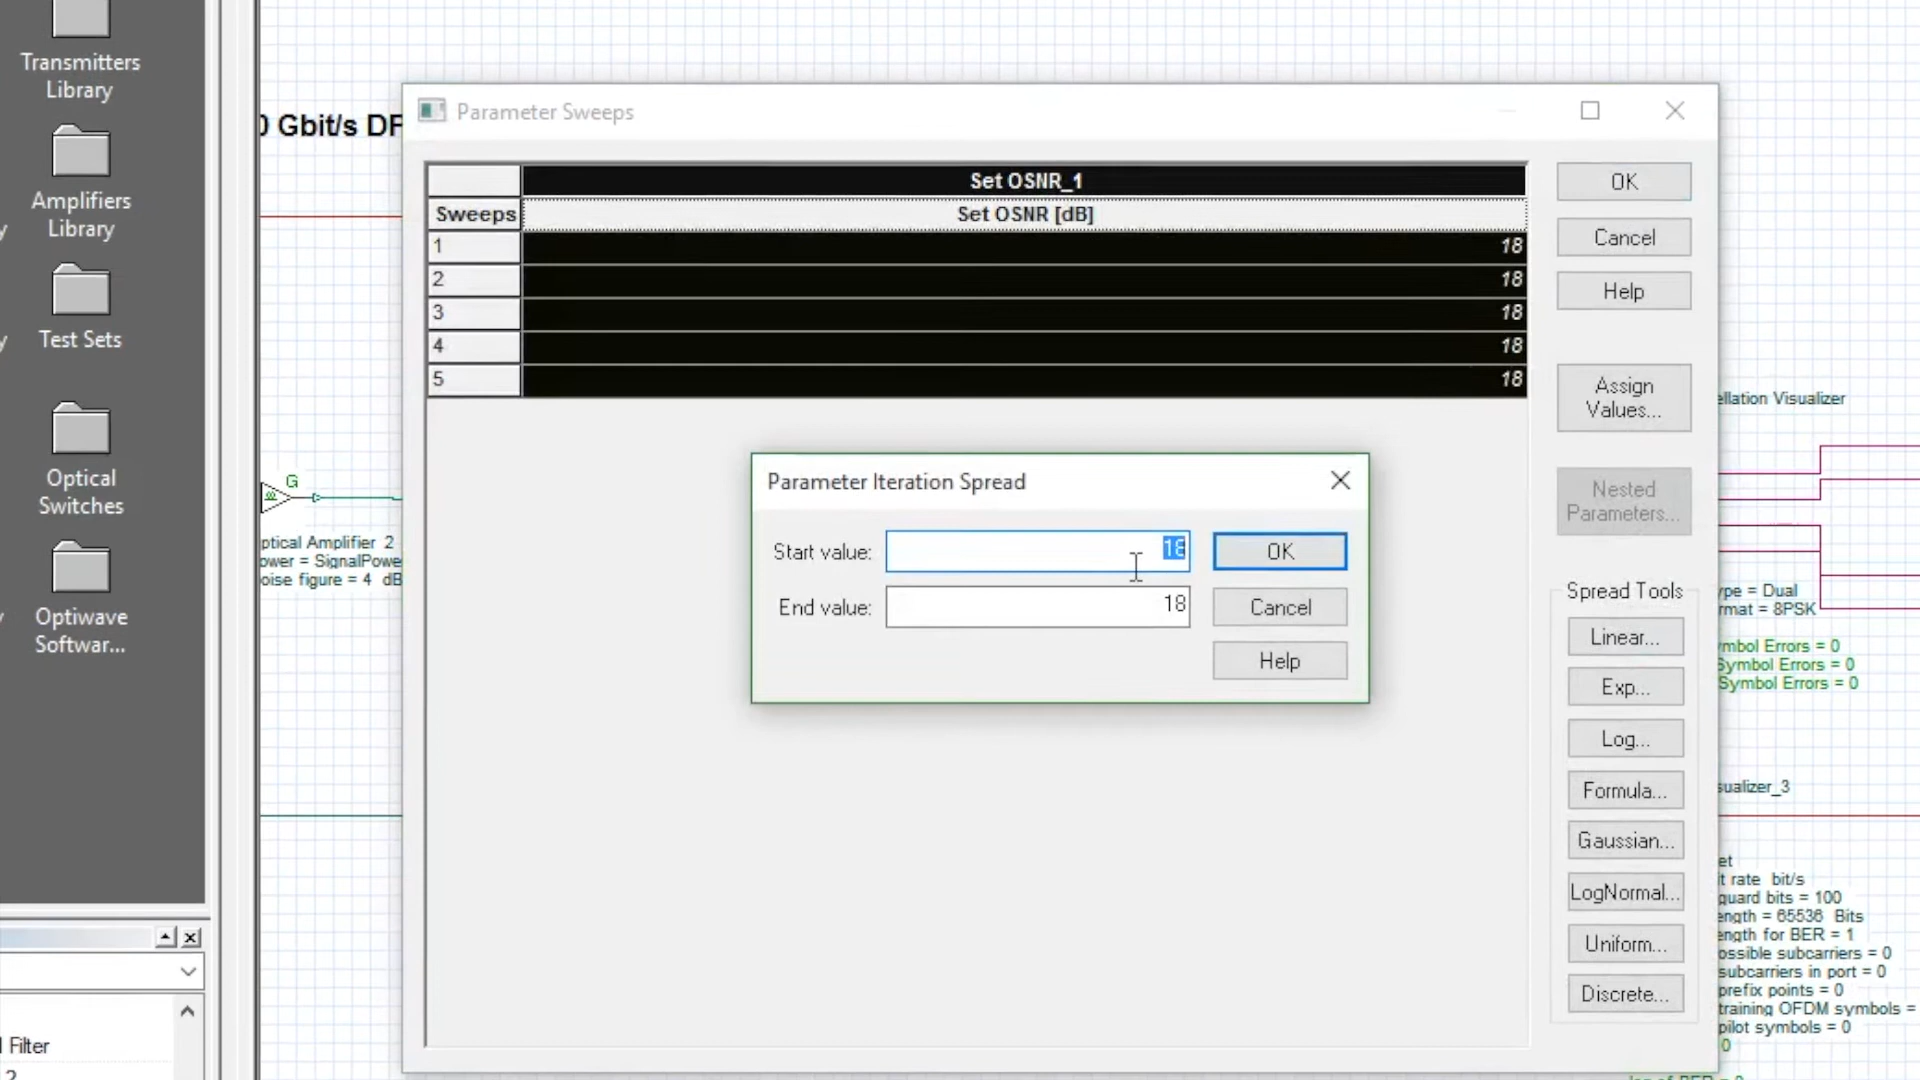 Transmitters
Library
Amplifiers
Library
Test Sets
Optical
Switches
Optiwave
Softwar...
Filter
0 Gbit/s DF
G
ptical Amplifier 2
ower = SignalPowe
oise figure = 4 dB
Parameter Sweeps
Set OSNR_1
Sweeps Set OSNR [dB]
1 18
2 18
3 18
4 18
5 18
OK
Cancel
Help
Assign
Values...
Nested
Parameters...
Spread Tools
Linear...
Exp...
Log...
Formula...
Gaussian...
LogNormal...
Uniform...
Discrete...
Parameter Iteration Spread
Start value: 18 OK
End value: 18 Cancel
Help
ellation Visualizer
ype = Dual
rmat = 8PSK
mbol Errors = 0
Symbol Errors = 0
Symbol Errors = 0
sualizer_3
et
it rate bit/s
guard bits = 100
ength = 65536 Bits
ength for BER = 1
ossible subcarriers = 0
subcarriers in port = 0
prefix points = 0
training OFDM symbols =
pilot symbols = 0
0